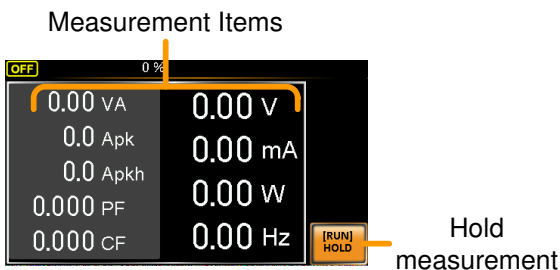 Measurement Items
OFF 0 %
0.00 VA 0.00 V
0.0 Apk 0.00 mA
0.0 Apkh 0.00 W
0.000 PF 0.00 Hz
0.000 CF
[RUN]
HOLD
Hold
measurement